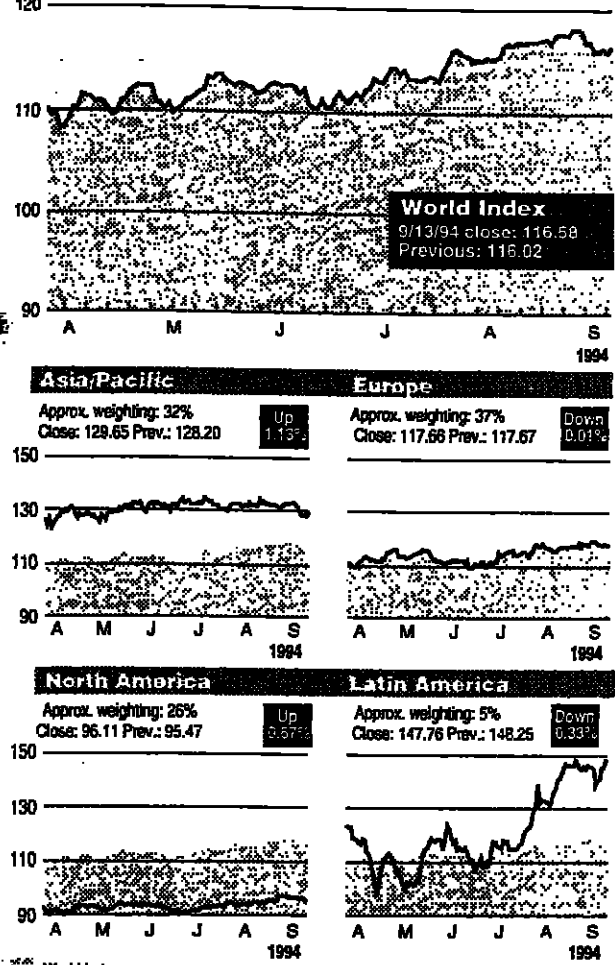 120
110
100
90
World Index
9/13/94 close: 116.58
Previous: 116.02
A M J J A S
1994
Asia/Pacific
Approx. weighting: 32%
Close: 129.65 Prev.: 128.20
Up
1.13%
150
130
110
90
A M J J A S
1994
Europe
Approx. weighting: 37%
Close: 117.66 Prev.: 117.67
Down
0.01%
A M J J A S
1994
North America
Approx. weighting: 26%
Close: 96.11 Prev.: 95.47
Up
150
130
110
90
A M J J A S
1994
Latin America
Approx. weighting: 5%
Close: 147.76 Prev.: 148.25
Down
0.33%
A M J J A S
1994